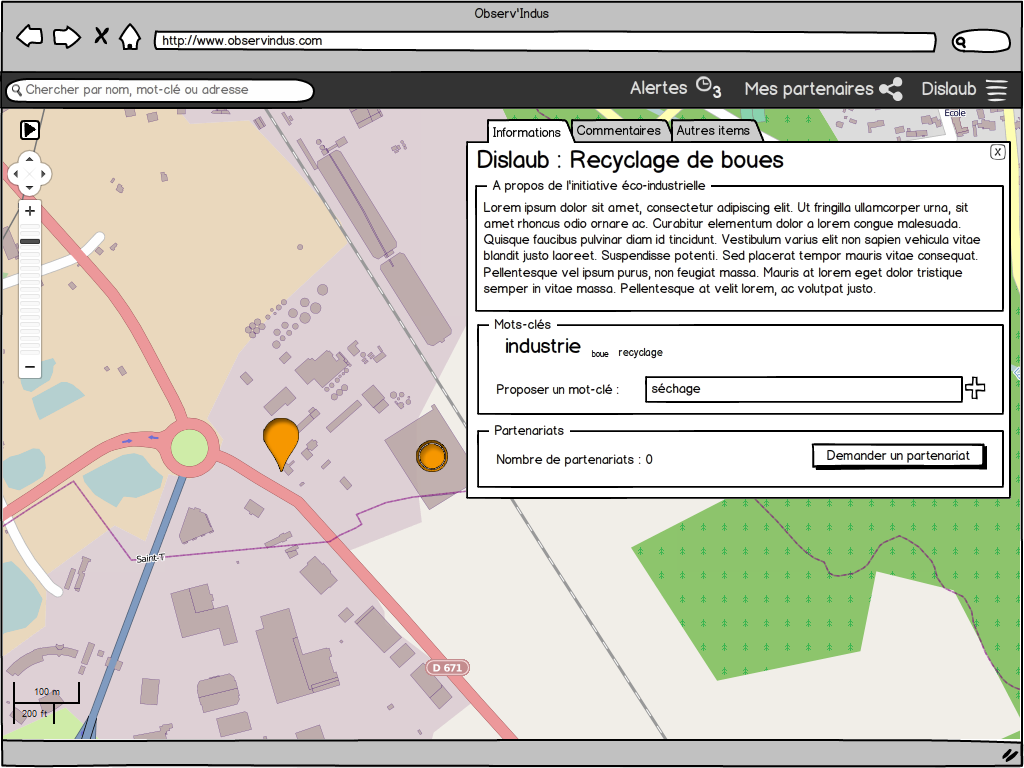 Observ'Indus
http://www.observindus.com
Chercher par nom, mot-clé ou adresse
Alertes 3
Mes partenaires
Dislaub
École
Informations
Commentaires
Autres items
Dislaub : Recyclage de boues
X
A propos de l'initiative éco-industrielle
Lorem ipsum dolor sit amet, consectetur adipiscing elit. Ut fringilla ullamcorper urna, sit
amet rhoncus odio ornare ac. Curabitur elementum dolor a lorem congue malesuada.
Quisque faucibus pulvinar diam id tincidunt. Vestibulum varius elit non sapien vehicula vitae
blandit justo laoreet. Suspendisse potenti. Sed placerat tempor mauris vitae consequat.
Pellentesque vel ipsum purus, non feugiat massa. Mauris at lorem eget dolor tristique
semper in vitae massa. Pellentesque at velit lorem, ac volutpat justo.
Mots-clés
industrie boue recyclage
Proposer un mot-clé : séchage
Partenariats
Nombre de partenariats : 0
Demander un partenariat
Saint-T
D 671
100 m
200 ft